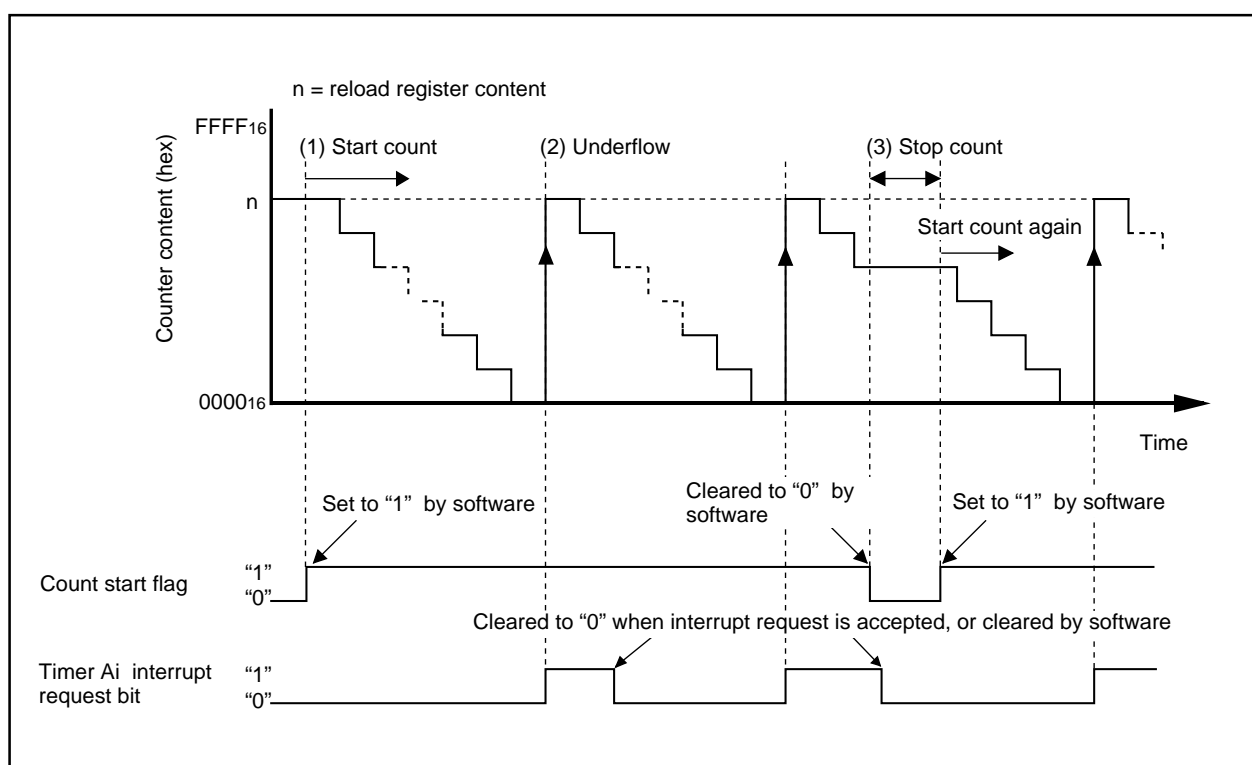 n = reload register content
FFFF16
Counter content (hex)
(1) Start count
(2) Underflow
(3) Stop count
n
Start count again
000016
Time
Set to “1” by software
Cleared to “0” by
software
Set to “1” by software
Count start flag
“1”
“0”
Cleared to “0” when interrupt request is accepted, or cleared by software
Timer Ai interrupt
request bit
“1”
“0”